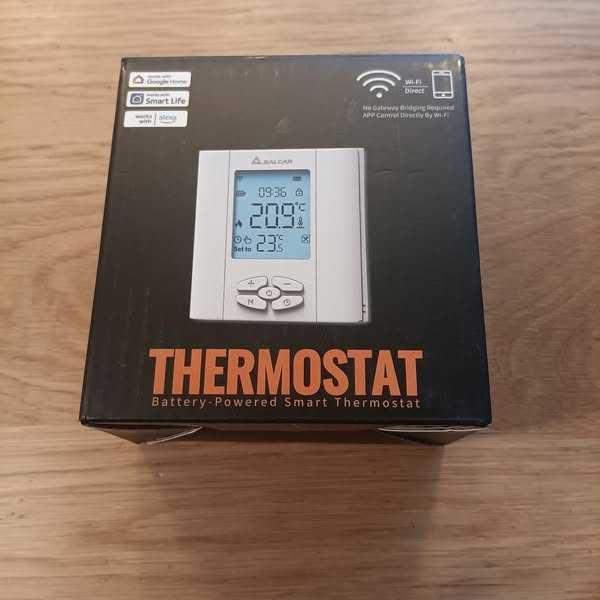 works with
Google Home
works with
Smart Life
works with
alexa
Wi-Fi
Direct
No Gateway Bridging Required
APP Control Directly By Wi-Fi
SALCAR
09:36
20.9°C
23.5°C
Set to
+
−
M
THERMOSTAT
Battery-Powered Smart Thermostat